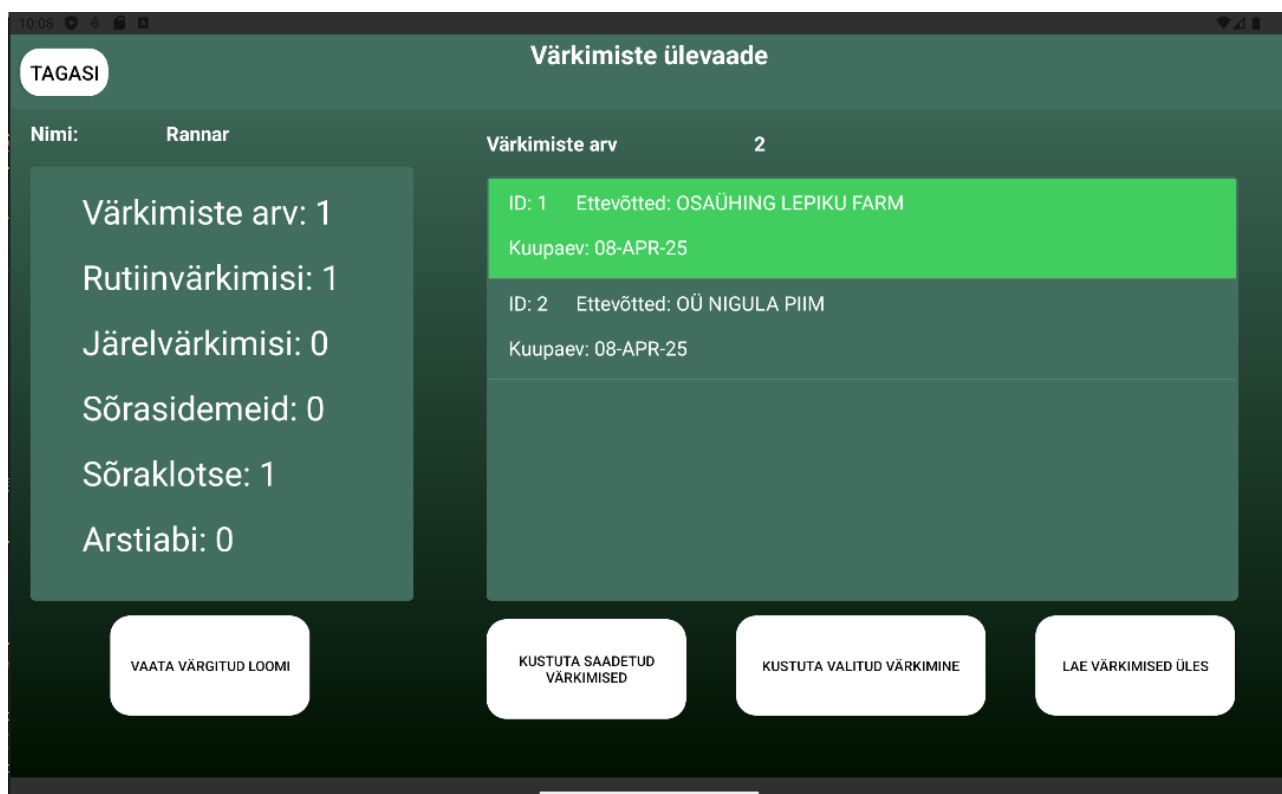 10:08
Värkimiste ülevaade
TAGASI
Nimi: Rannar
Värkimiste arv: 1
Rutiinvärkimisi: 1
Järelvärkimisi: 0
Sõrasidemeid: 0
Sõraklotse: 1
Arstiabi: 0
VAATA VÄRGITUD LOOMI
Värkimiste arv 2
ID: 1 Ettevõtted: OSAÜHING LEPIKU FARM
Kuupaev: 08-APR-25
ID: 2 Ettevõtted: OÜ NIGULA PIIM
Kuupaev: 08-APR-25
KUSTUTA SAADETUD
VÄRKIMISED
KUSTUTA VALITUD VÄRKIMINE
LAE VÄRKIMISED ÜLES